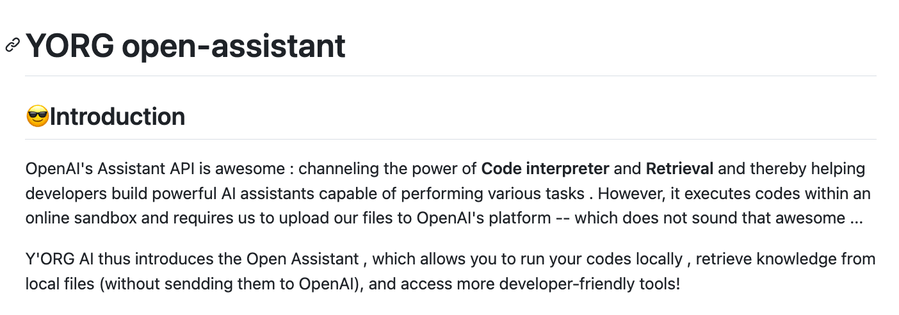 YORG open-assistant
😎Introduction
OpenAI's Assistant API is awesome : channeling the power of Code interpreter and Retrieval and thereby helping
developers build powerful AI assistants capable of performing various tasks . However, it executes codes within an
online sandbox and requires us to upload our files to OpenAI's platform -- which does not sound that awesome ...
Y'ORG AI thus introduces the Open Assistant , which allows you to run your codes locally , retrieve knowledge from
local files (without sendding them to OpenAI), and access more developer-friendly tools!